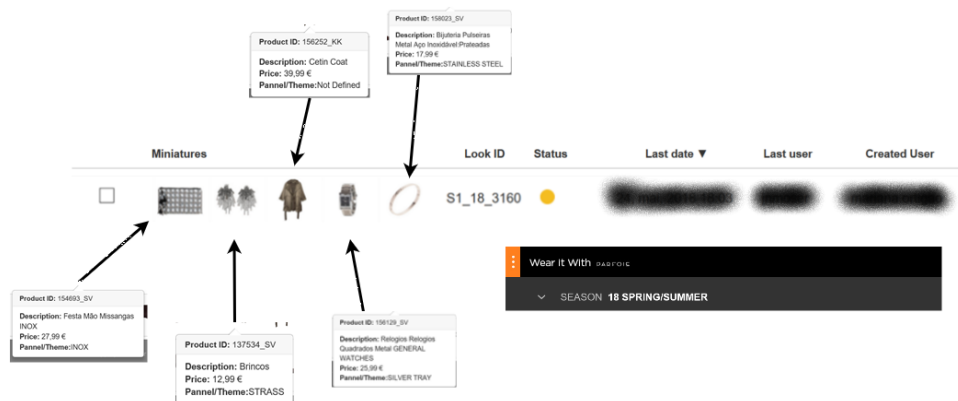 Product ID: 158023_SV
Description: Bijuteria Pulseiras
Metal Aço Inoxidável Prateadas
Price: 17,99 €
Pannel/Theme:STAINLESS STEEL
Product ID: 156252_KK
Description: Cetin Coat
Price: 39,99 €
Pannel/Theme:Not Defined
Miniatures Look ID Status Last date ▼ Last user Created User
S1_18_3160
Wear It With PARFOIS
SEASON 18 SPRING/SUMMER
Product ID: 154693_SV
Description: Festa Mão Missangas
INOX
Price: 27,99 €
Pannel/Theme:INOX
Product ID: 137534_SV
Description: Brincos
Price: 12,99 €
Pannel/Theme:STRASS
Product ID: 156129_SV
Description: Relogios Relogios
Quadrados Metal GENERAL
WATCHES
Price: 25,99 €
Pannel/Theme:SILVER TRAY